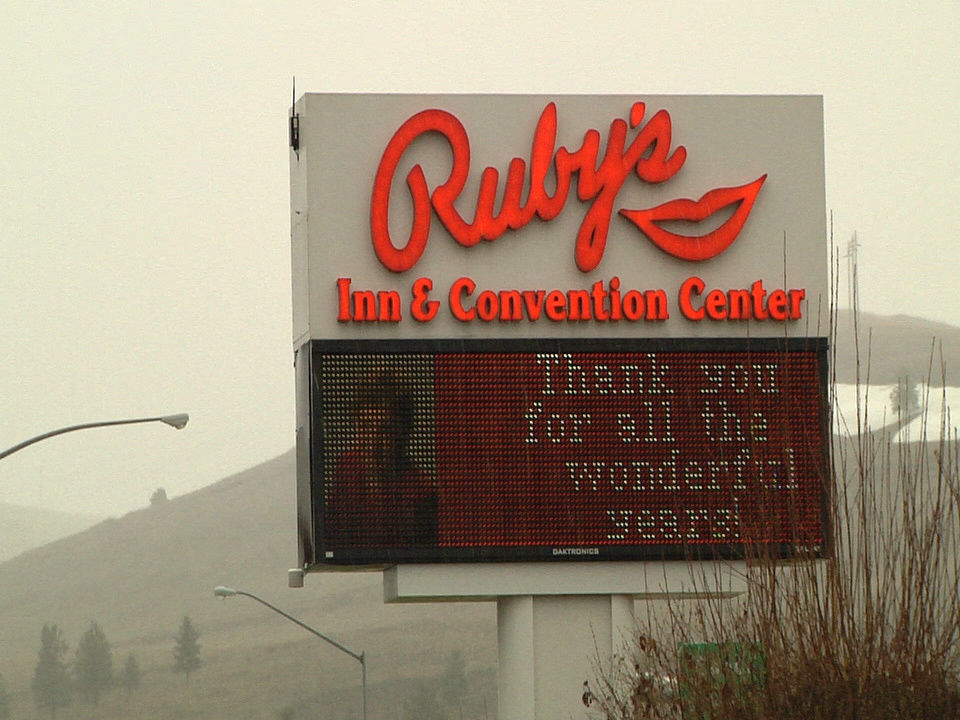 Ruby's
Inn & Convention Center
Thank you
for all the
wonderful
years!
DAKTRONICS